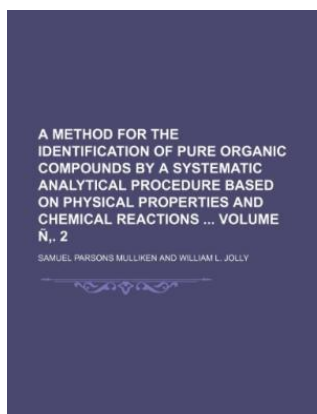 A METHOD FOR THE
IDENTIFICATION OF PURE ORGANIC
COMPOUNDS BY A SYSTEMATIC
ANALYTICAL PROCEDURE BASED
ON PHYSICAL PROPERTIES AND
CHEMICAL REACTIONS ... VOLUME
Ñ‚. 2
SAMUEL PARSONS MULLIKEN AND WILLIAM L. JOLLY